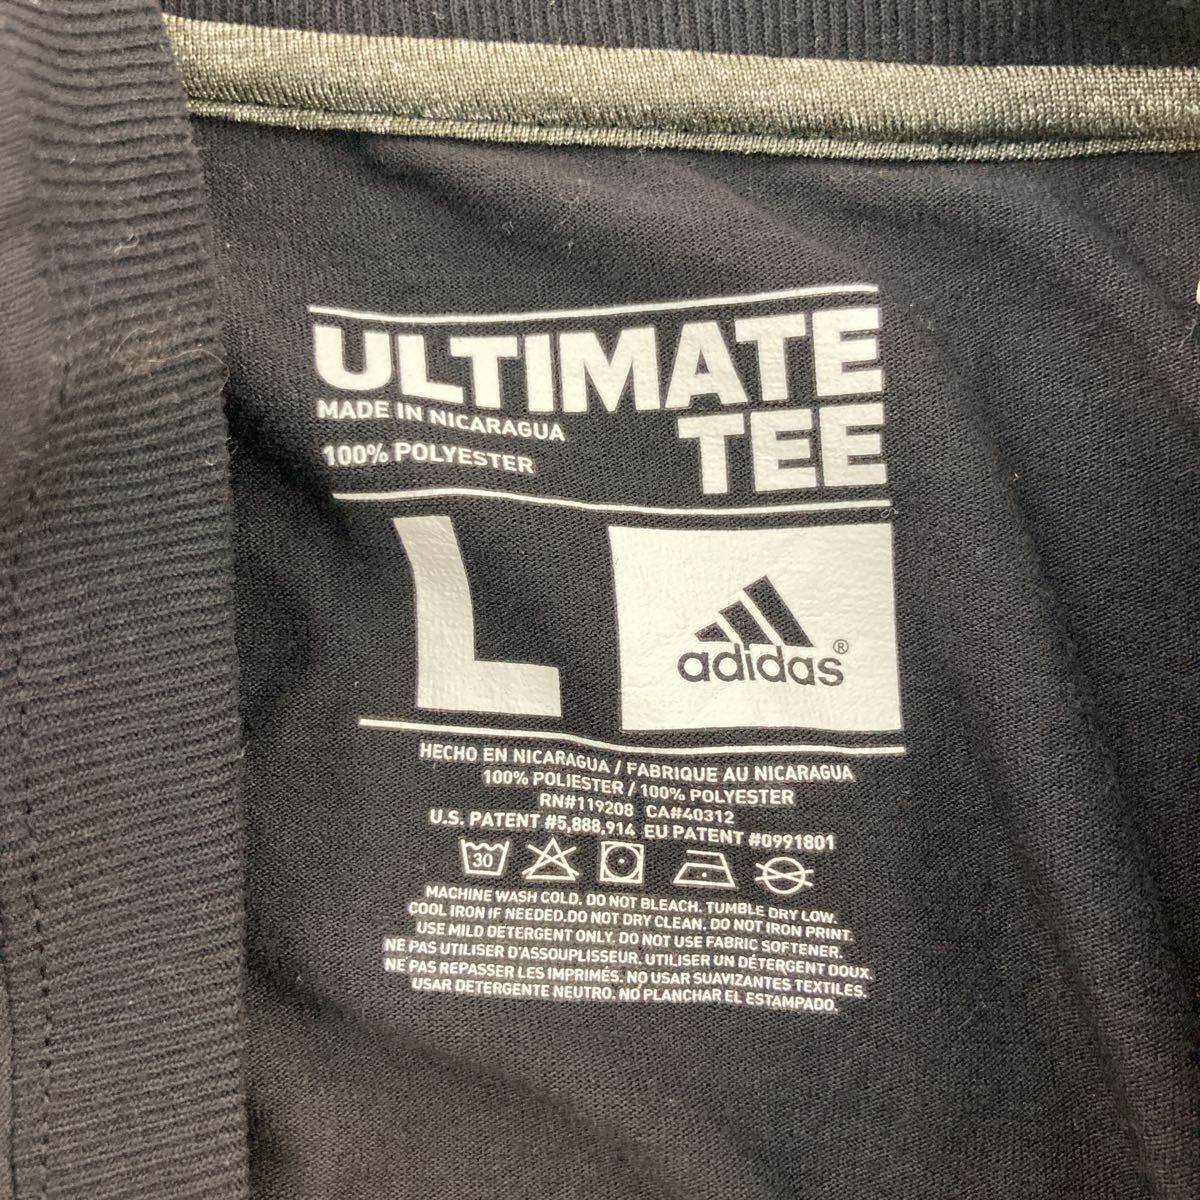 ULTIMATE
TEE
MADE IN NICARAGUA
100% POLYESTER
L
adidas®
HECHO EN NICARAGUA / FABRIQUE AU NICARAGUA
100% POLIESTER / 100% POLYESTER
RN#119208 CA#40312
U.S. PATENT #5,888,914 EU PATENT #0991801
30
MACHINE WASH COLD. DO NOT BLEACH. TUMBLE DRY LOW.
COOL IRON IF NEEDED.DO NOT DRY CLEAN. DO NOT IRON PRINT.
USE MILD DETERGENT ONLY. DO NOT USE FABRIC SOFTENER.
NE PAS UTILISER D'ASSOUPLISSEUR. UTILISER UN DÉTERGENT DOUX.
NE PAS REPASSER LES IMPRIMÉS. NO USAR SUAVIZANTES TEXTILES.
USAR DETERGENTE NEUTRO. NO PLANCHAR EL ESTAMPADO.